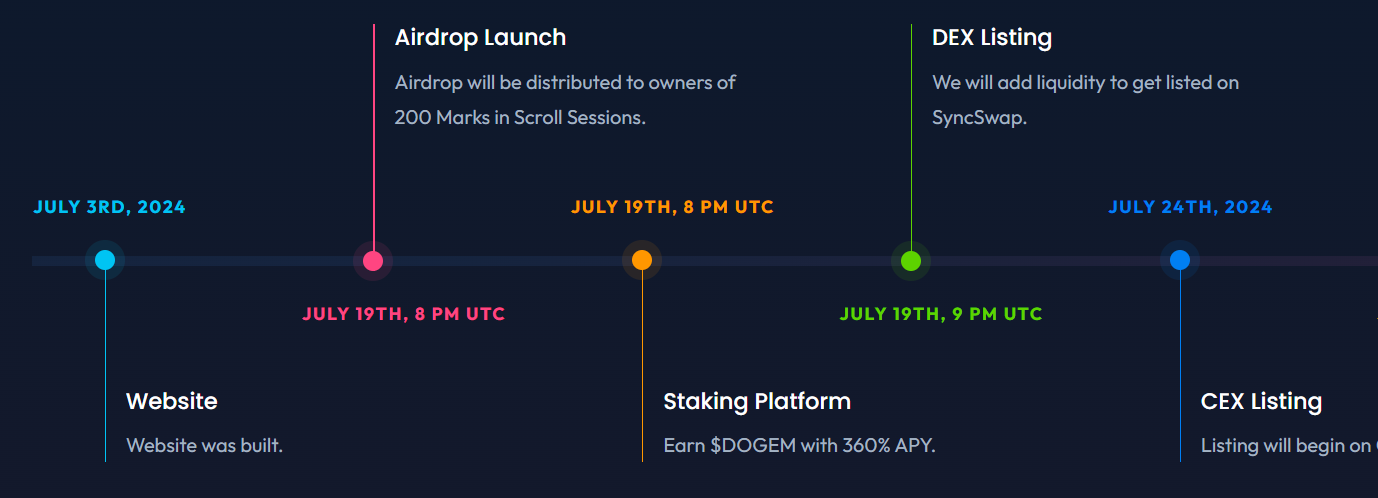 Airdrop Launch
Airdrop will be distributed to owners of
200 Marks in Scroll Sessions.
DEX Listing
We will add liquidity to get listed on
SyncSwap.
JULY 3RD, 2024
JULY 19TH, 8 PM UTC
JULY 24TH, 2024
JULY 19TH, 8 PM UTC
JULY 19TH, 9 PM UTC
Website
Website was built.
Staking Platform
Earn $DOGEM with 360% APY.
CEX Listing
Listing will begin on